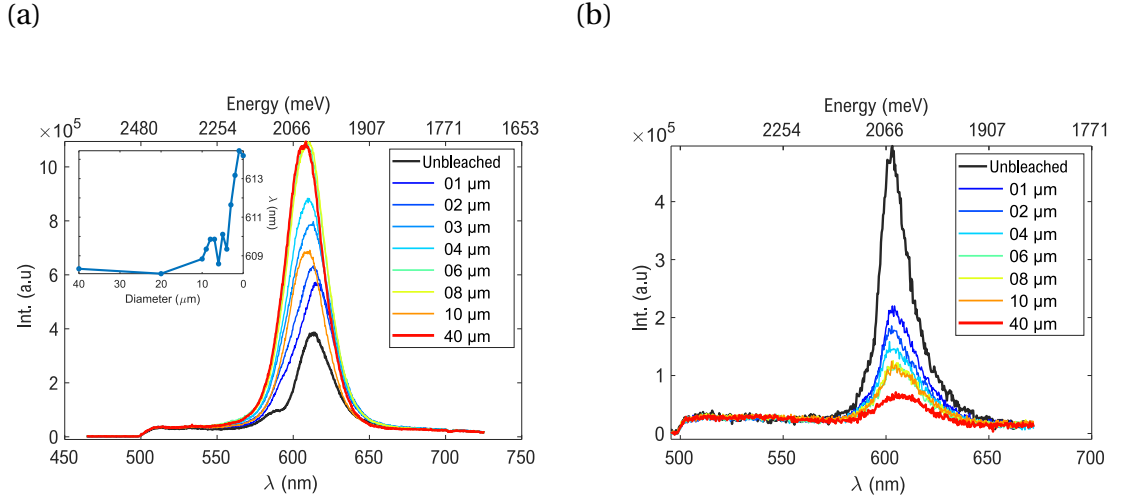 (a)
Energy (meV)
×10⁵ 2480 2254 2066 1907 1771 1653
10
8
6
4
2
0
Int. (a.u)
450 500 550 600 650 700 750
λ (nm)
613
611
609
λ (nm)
40 30 20 10 0
Diameter (μm)
Unbleached
01 μm
02 μm
03 μm
04 μm
06 μm
08 μm
10 μm
40 μm
(b)
Energy (meV)
×10⁵ 2254 2066 1907 1771
4
3
2
1
0
Int. (a.u)
500 550 600 650 700
λ (nm)
Unbleached
01 μm
02 μm
04 μm
06 μm
08 μm
10 μm
40 μm